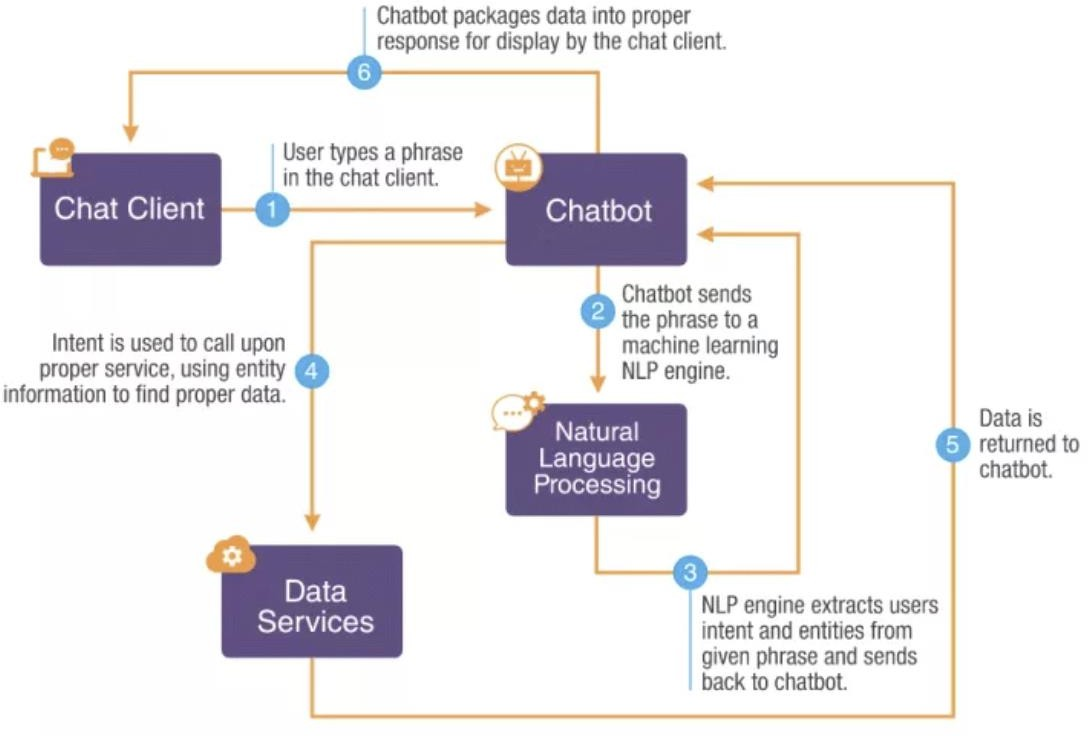 Chatbot packages data into proper
response for display by the chat client.
6
User types a phrase
in the chat client.
Chat Client
1
Chatbot
2
Chatbot sends
the phrase to a
machine learning
NLP engine.
Intent is used to call upon
proper service, using entity
information to find proper data.
4
Natural
Language
Processing
5
Data is
returned to
chatbot.
3
NLP engine extracts users
intent and entities from
given phrase and sends
back to chatbot.
Data
Services